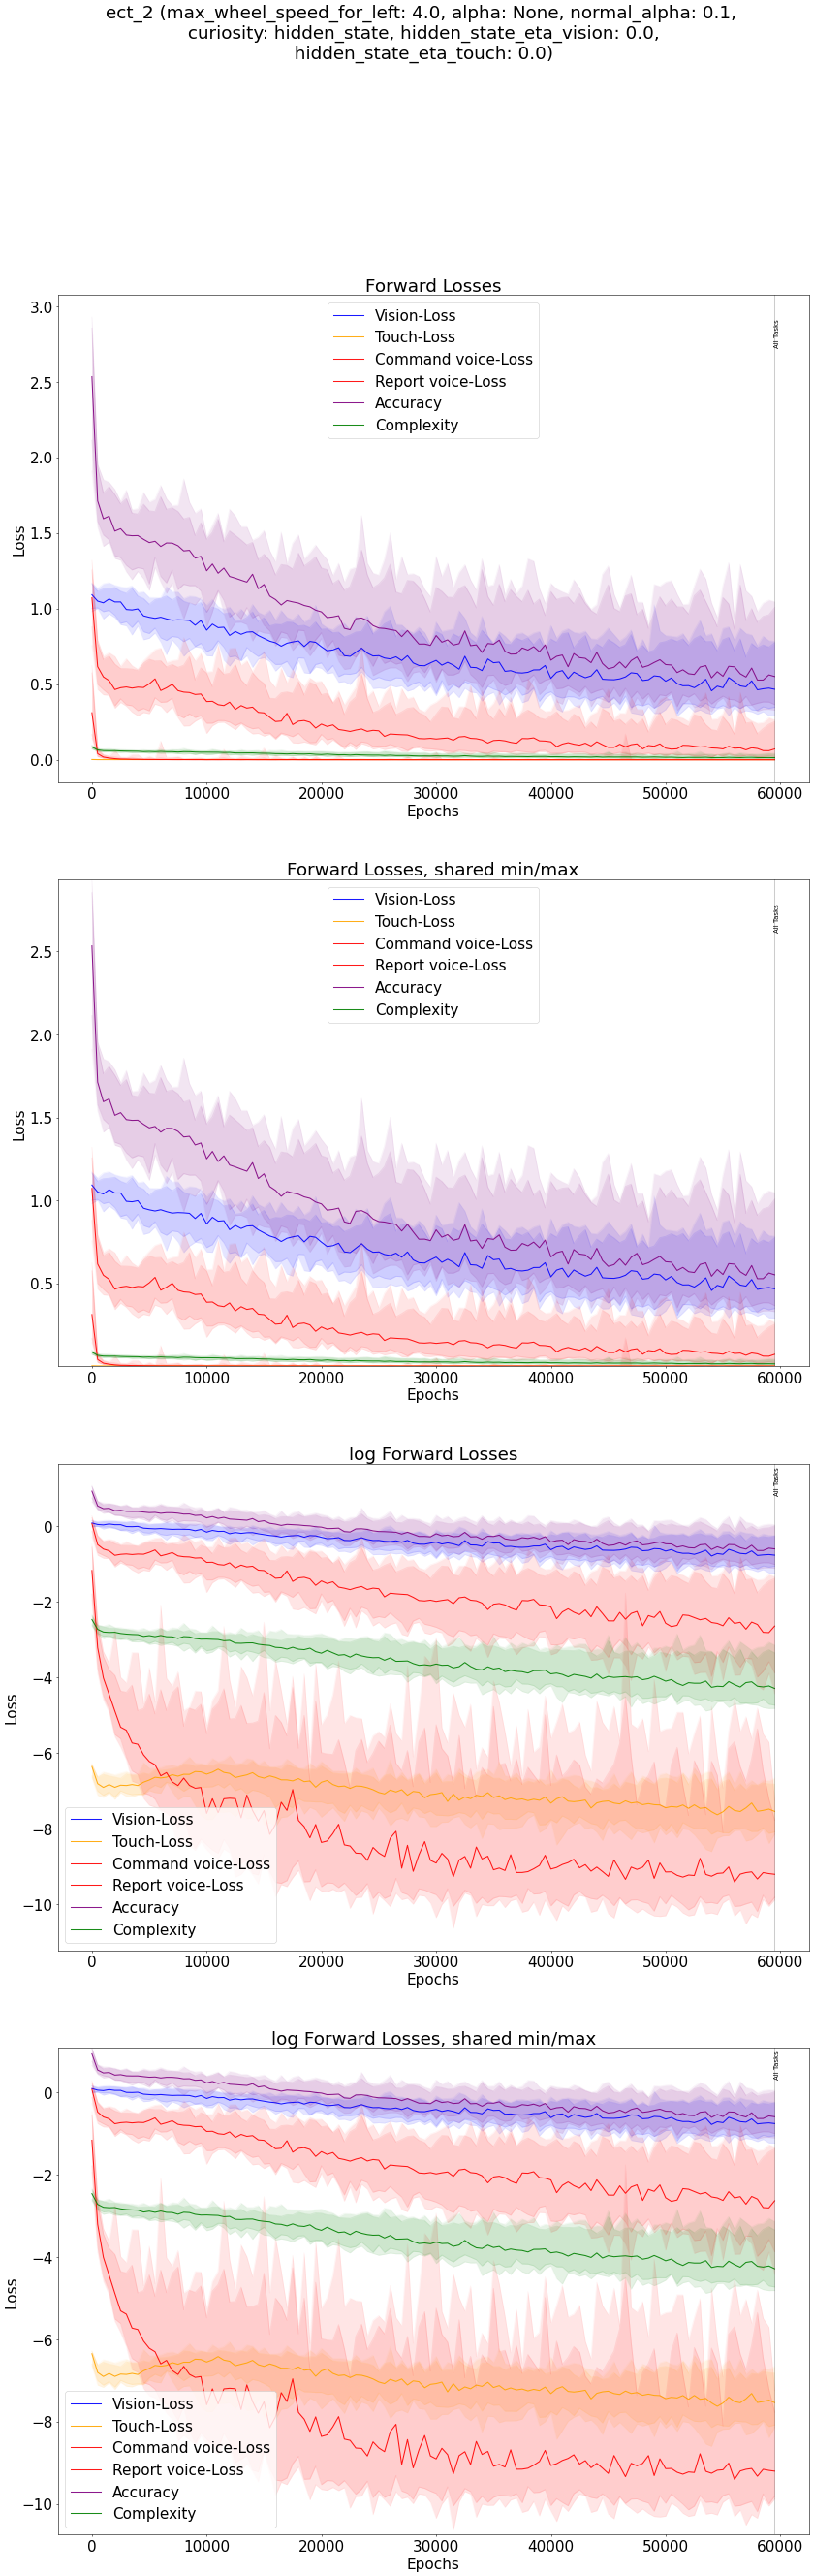 ect_2 (max_wheel_speed_for_left: 4.0, alpha: None, normal_alpha: 0.1,
curiosity: hidden_state, hidden_state_eta_vision: 0.0,
hidden_state_eta_touch: 0.0)
Forward Losses
3.0
2.5
2.0
1.5
1.0
0.5
0.0
Loss
Vision-Loss
Touch-Loss
Command voice-Loss
Report voice-Loss
Accuracy
Complexity
All Tasks
0 10000 20000 30000 40000 50000 60000
Epochs
Forward Losses, shared min/max
2.5
2.0
1.5
1.0
0.5
Loss
Vision-Loss
Touch-Loss
Command voice-Loss
Report voice-Loss
Accuracy
Complexity
All Tasks
0 10000 20000 30000 40000 50000 60000
Epochs
log Forward Losses
0
−2
−4
−6
−8
−10
Loss
All Tasks
Vision-Loss
Touch-Loss
Command voice-Loss
Report voice-Loss
Accuracy
Complexity
0 10000 20000 30000 40000 50000 60000
Epochs
log Forward Losses, shared min/max
0
−2
−4
−6
−8
−10
Loss
All Tasks
Vision-Loss
Touch-Loss
Command voice-Loss
Report voice-Loss
Accuracy
Complexity
0 10000 20000 30000 40000 50000 60000
Epochs